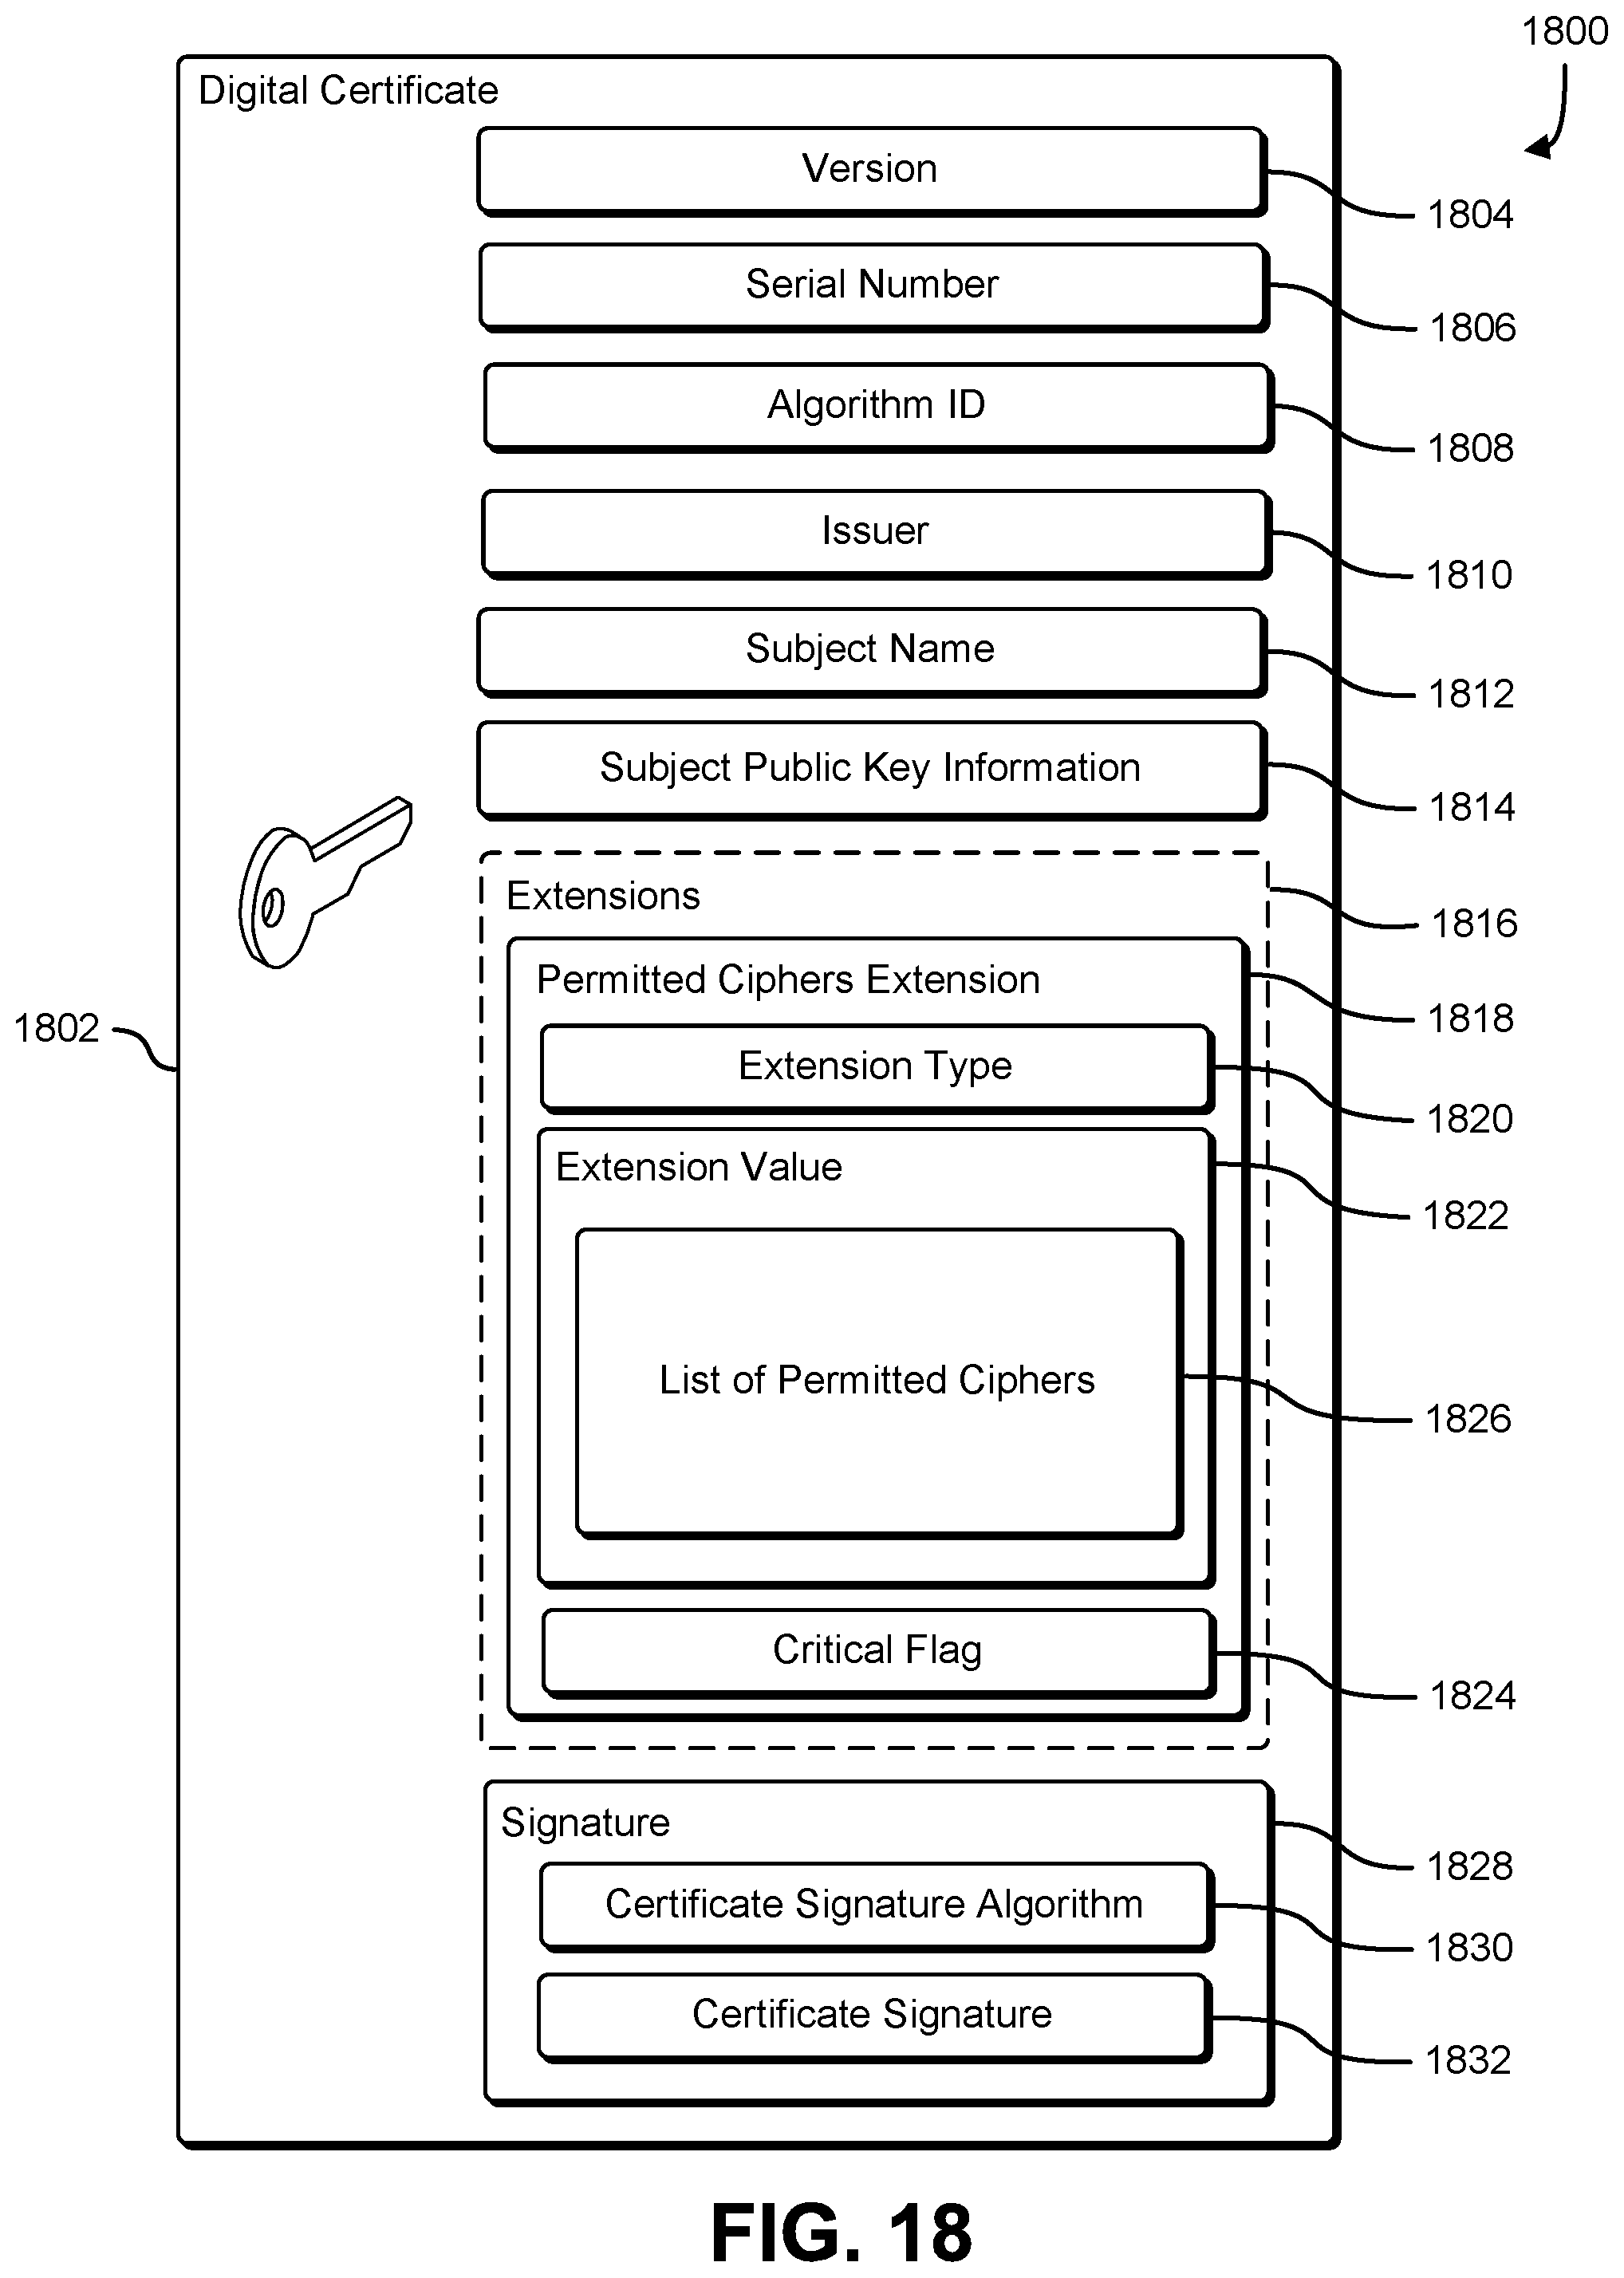 1800
Digital Certificate
Version
1804
Serial Number
1806
Algorithm ID
1808
Issuer
1810
Subject Name
1812
Subject Public Key Information
1814
Extensions
1816
Permitted Ciphers Extension
1818
1802
Extension Type
1820
Extension Value
1822
List of Permitted Ciphers
1826
Critical Flag
1824
Signature
1828
Certificate Signature Algorithm
1830
Certificate Signature
1832
FIG. 18